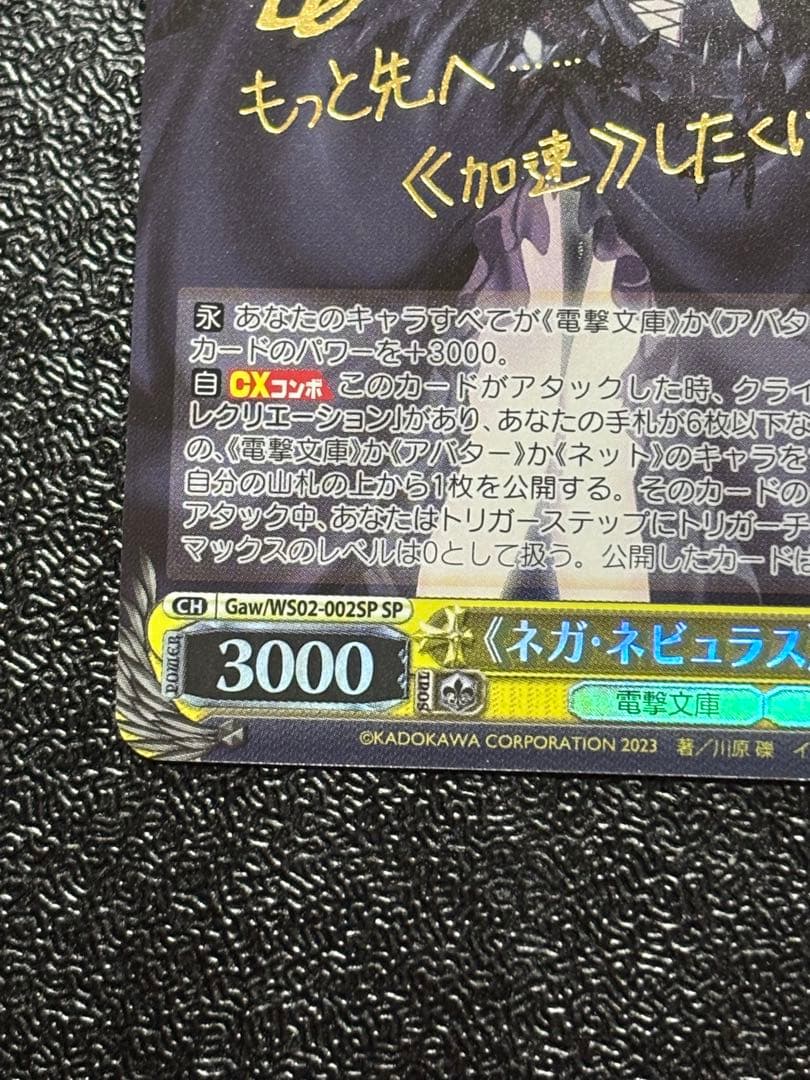 もっと先へ……
《加速》したくは
永 あなたのキャラすべてが《電撃文庫》か《アバタ
カードのパワーを+3000。
自 CXコンボ このカードがアタックした時、クライ
レクリエーション」があり、あなたの手札が6枚以下な
の、《電撃文庫》か《アバター》か《ネット》のキャラを
自分の山札の上から1枚を公開する。そのカードの
アタック中、あなたはトリガーステップにトリガーチ
マックスのレベルは0として扱う。公開したカードは
CH Gaw/WS02-002SP SP
POWER 3000 SOUL
《ネガ・ネビュラス
電撃文庫
©KADOKAWA CORPORATION 2023 著/川原 礫 イ